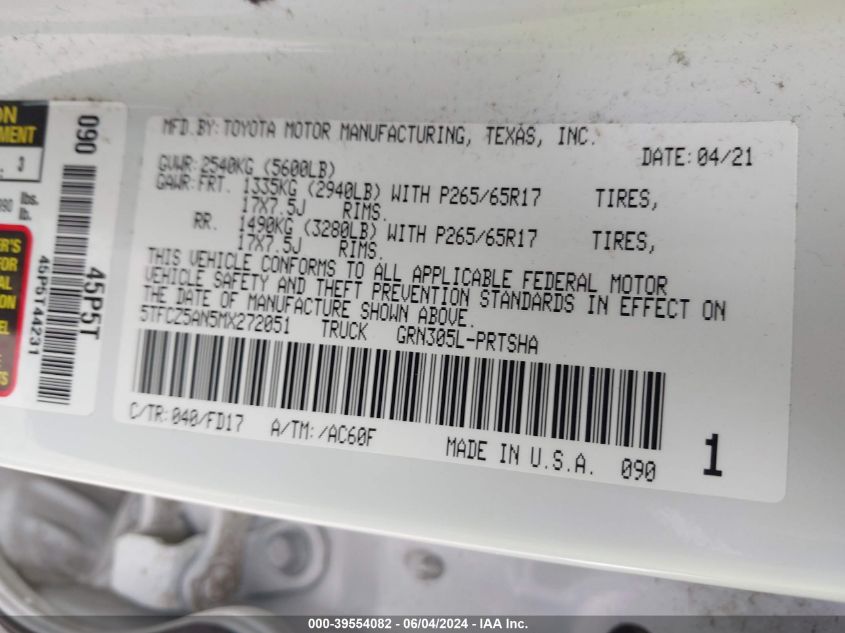 MFD.BY:TOYOTA MOTOR MANUFACTURING, TEXAS, INC.
DATE:04/21
GVWR:2540KG (5600LB)
GAWR:FRT. 1335KG (2940LB) WITH P265/65R17 TIRES,
17X7.5J RIMS.
RR. 1490KG (3280LB) WITH P265/65R17 TIRES,
17X7.5J RIMS.
THIS VEHICLE CONFORMS TO ALL APPLICABLE FEDERAL MOTOR
VEHICLE SAFETY AND THEFT PREVENTION STANDARDS IN EFFECT ON
THE DATE OF MANUFACTURE SHOWN ABOVE.
5TFCZ5AN5MX272051 TRUCK GRN305L-PRTSHA
C/TR:040/FD17 A/TM:/AC60F
MADE IN U.S.A. 090
1
090
45P5T
45P5T44231
3
lbs.
lb.
FOR
000-39554082 - 06/04/2024 - IAA Inc.